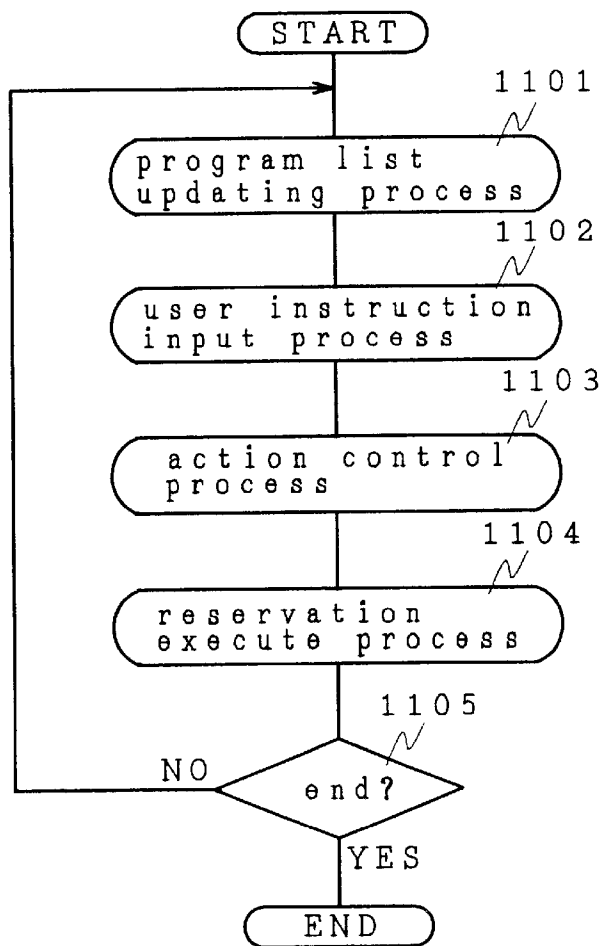 START
1101
program list
updating process
1102
user instruction
input process
1103
action control
process
1104
reservation
execute process
1105
NO
end?
YES
END